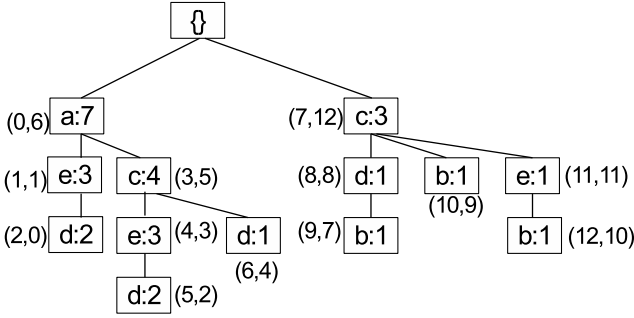 {}
(0,6) a:7 (7,12) c:3
(1,1) e:3 c:4 (3,5) (8,8) d:1 b:1 e:1 (11,11)
(10,9)
(2,0) d:2 e:3 (4,3) d:1 (9,7) b:1 b:1 (12,10)
(6,4)
d:2 (5,2)